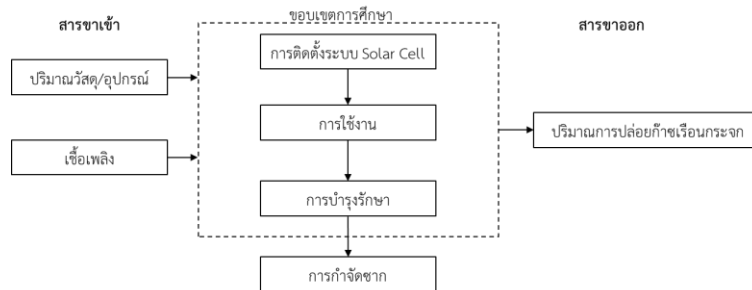 สารขาเข้า
ขอบเขตการศึกษา
สารขาออก
การติดตั้งระบบ Solar Cell
ปริมาณวัสดุ/อุปกรณ์
การใช้งาน
ปริมาณการปล่อยก๊าซเรือนกระจก
เชื้อเพลิง
การบำรุงรักษา
การกำจัดซาก